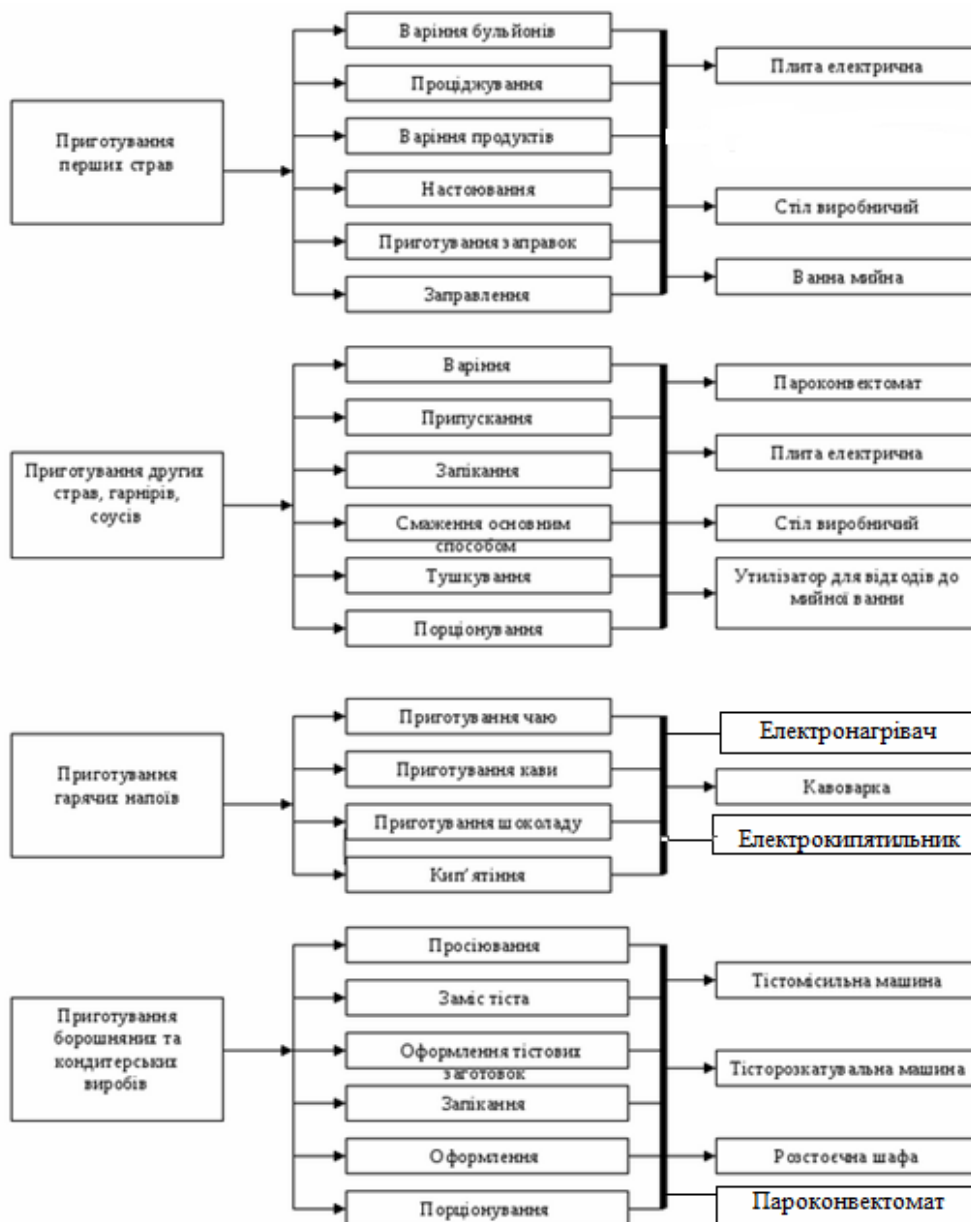 Приготування
перших страв
Варіння бульйонів
Проціджування
Варіння продуктів
Настоювання
Приготування заправок
Заправлення
Плита електрична
Стіл виробничий
Ванна мийна
Приготування других
страв, гарнірів,
соусів
Варіння
Припускання
Запікання
Смаження основним
способом
Тушкування
Порціонування
Пароконвектомат
Плита електрична
Стіл виробничий
Утилізатор для відходів до
мийної ванни
Приготування
гарячих напоїв
Приготування чаю
Приготування кави
Приготування шоколаду
Кип'ятіння
Електронагрівач
Кавоварка
Електрокипятильник
Приготування
борошняних та
кондитерських
виробів
Просіювання
Заміс тіста
Оформлення тістових
заготовок
Запікання
Оформлення
Порціонування
Тістомісильна машина
Тісторозкатувальна машина
Розстоєчна шафа
Пароконвектомат